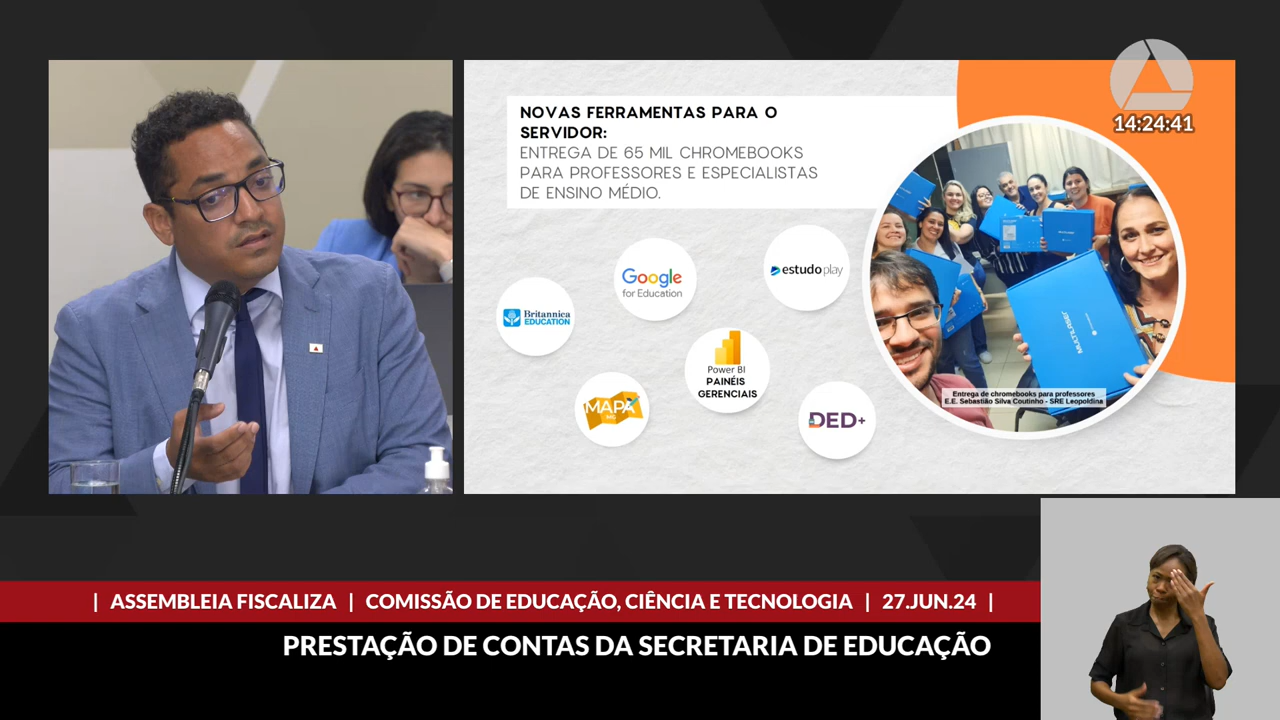 14:24:41
NOVAS FERRAMENTAS PARA O
SERVIDOR:
ENTREGA DE 65 MIL CHROMEBOOKS
PARA PROFESSORES E ESPECIALISTAS
DE ENSINO MÉDIO.
Google
for Education
estudo play
Britannica
EDUCATION
Power BI
PAINÉIS
GERENCIAIS
MAPA
MG
DED+
MULTILASER
Entrega de chromebooks para professores
E.E. Sebastião Silva Coutinho - SRE Leopoldina
| ASSEMBLEIA FISCALIZA | COMISSÃO DE EDUCAÇÃO, CIÊNCIA E TECNOLOGIA | 27.JUN.24 |
PRESTAÇÃO DE CONTAS DA SECRETARIA DE EDUCAÇÃO